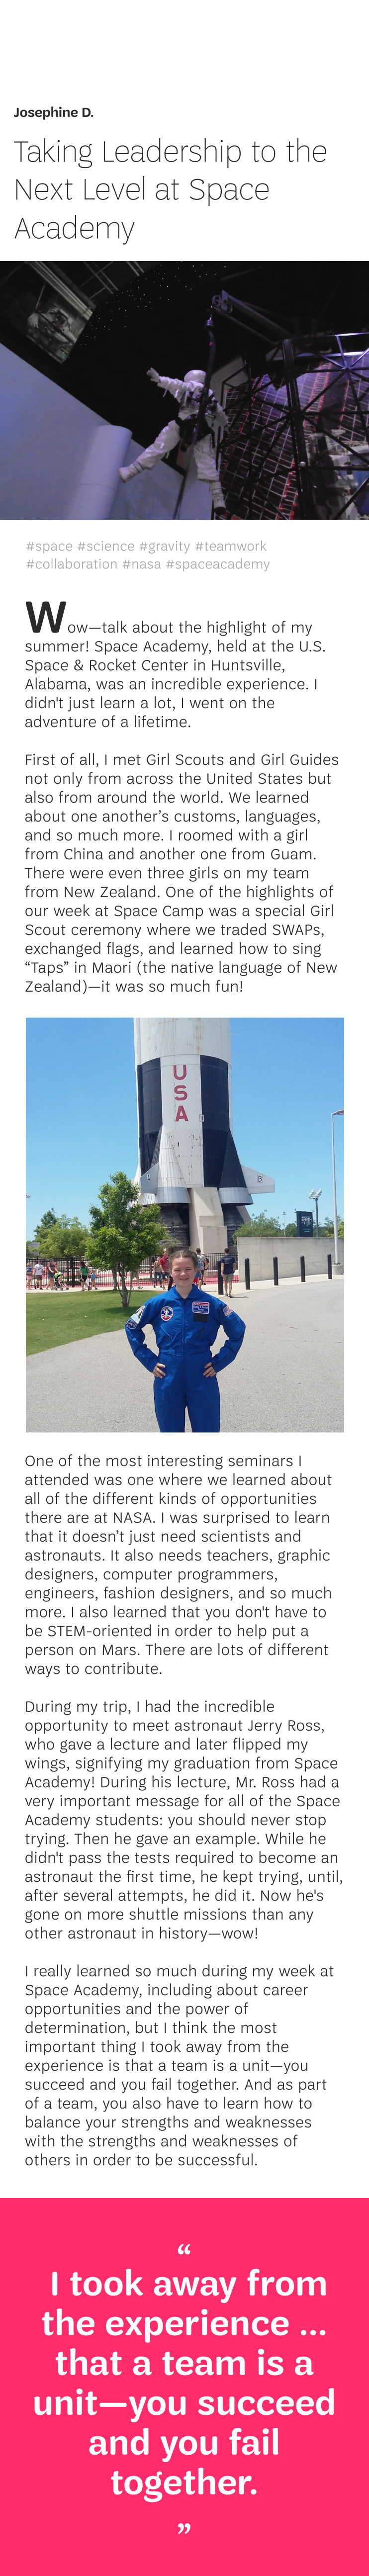 Josephine D.
Taking Leadership to the
Next Level at Space
Academy
#space #science #gravity #teamwork
#collaboration #nasa #spaceacademy
Wow—talk about the highlight of my
summer! Space Academy, held at the U.S.
Space & Rocket Center in Huntsville,
Alabama, was an incredible experience. I
didn't just learn a lot, I went on the
adventure of a lifetime.
First of all, I met Girl Scouts and Girl Guides
not only from across the United States but
also from around the world. We learned
about one another’s customs, languages,
and so much more. I roomed with a girl
from China and another one from Guam.
There were even three girls on my team
from New Zealand. One of the highlights of
our week at Space Camp was a special Girl
Scout ceremony where we traded SWAPs,
exchanged flags, and learned how to sing
“Taps” in Maori (the native language of New
Zealand)—it was so much fun!
U
S
A
One of the most interesting seminars I
attended was one where we learned about
all of the different kinds of opportunities
there are at NASA. I was surprised to learn
that it doesn’t just need scientists and
astronauts. It also needs teachers, graphic
designers, computer programmers,
engineers, fashion designers, and so much
more. I also learned that you don't have to
be STEM-oriented in order to help put a
person on Mars. There are lots of different
ways to contribute.
During my trip, I had the incredible
opportunity to meet astronaut Jerry Ross,
who gave a lecture and later flipped my
wings, signifying my graduation from Space
Academy! During his lecture, Mr. Ross had a
very important message for all of the Space
Academy students: you should never stop
trying. Then he gave an example. While he
didn't pass the tests required to become an
astronaut the first time, he kept trying, until,
after several attempts, he did it. Now he's
gone on more shuttle missions than any
other astronaut in history—wow!
I really learned so much during my week at
Space Academy, including about career
opportunities and the power of
determination, but I think the most
important thing I took away from the
experience is that a team is a unit—you
succeed and you fail together. And as part
of a team, you also have to learn how to
balance your strengths and weaknesses
with the strengths and weaknesses of
others in order to be successful.
“
I took away from
the experience ...
that a team is a
unit—you succeed
and you fail
together.
”